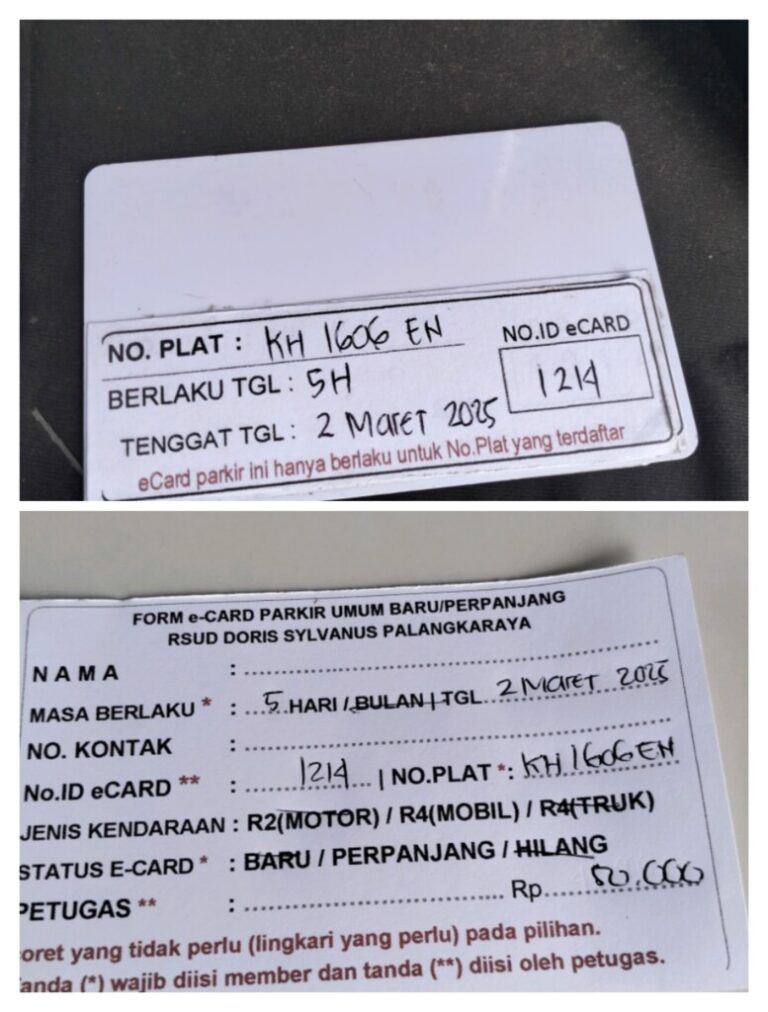 NO. PLAT : KH 1606 EN
NO.ID eCARD
BERLAKU TGL : 5H
1214
TENGGAT TGL : 2 MARET 2025
eCard parkir ini hanya berlaku untuk No.Plat yang terdaftar
FORM e-CARD PARKIR UMUM BARU/PERPANJANG
RSUD DORIS SYLVANUS PALANGKARAYA
NAMA :
MASA BERLAKU * : 5 HARI / BULAN | TGL 2 MARET 2025
NO. KONTAK :
No.ID eCARD ** : 1214 | NO.PLAT *: KH 1606 EN
JENIS KENDARAAN : R2(MOTOR) / R4(MOBIL) / R4(TRUK)
STATUS E-CARD * : BARU / PERPANJANG / HILANG
PETUGAS ** : Rp. 50.000
oret yang tidak perlu (lingkari yang perlu) pada pilihan.
anda (*) wajib diisi member dan tanda (**) diisi oleh petugas.